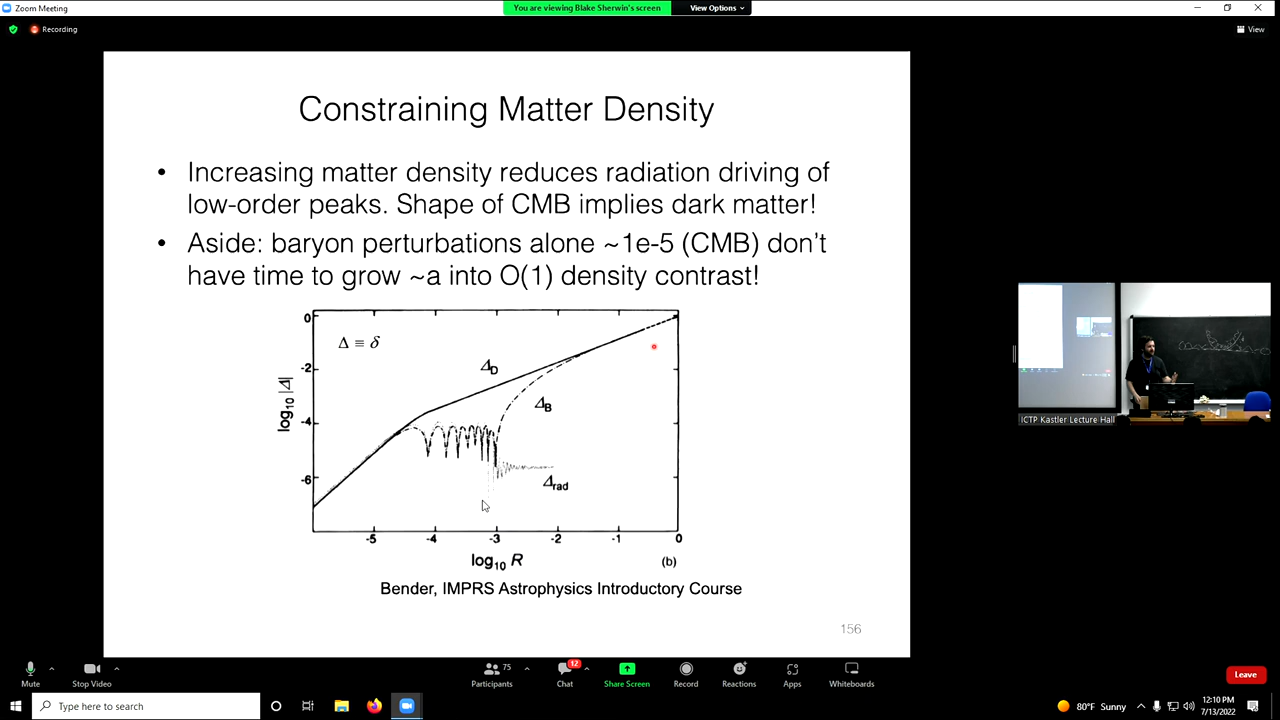 Zoom Meeting
You are viewing Blake Sherwin's screen
View Options
Recording
View
Constraining Matter Density
• Increasing matter density reduces radiation driving of
low-order peaks. Shape of CMB implies dark matter!
• Aside: baryon perturbations alone ~1e-5 (CMB) don't
have time to grow ~a into O(1) density contrast!
Δ ≡ δ
log₁₀ |Δ|
0
-2
-4
-6
Δ_D
Δ_B
Δ_rad
-5 -4 -3 -2 -1 0
log₁₀ R
(b)
Bender, IMPRS Astrophysics Introductory Course
156
ICTP Kastler Lecture Hall
75
12
Mute
Stop Video
Participants
Chat
Share Screen
Record
Reactions
Apps
Whiteboards
Leave
Type here to search
80°F Sunny
12:10 PM
7/13/2022